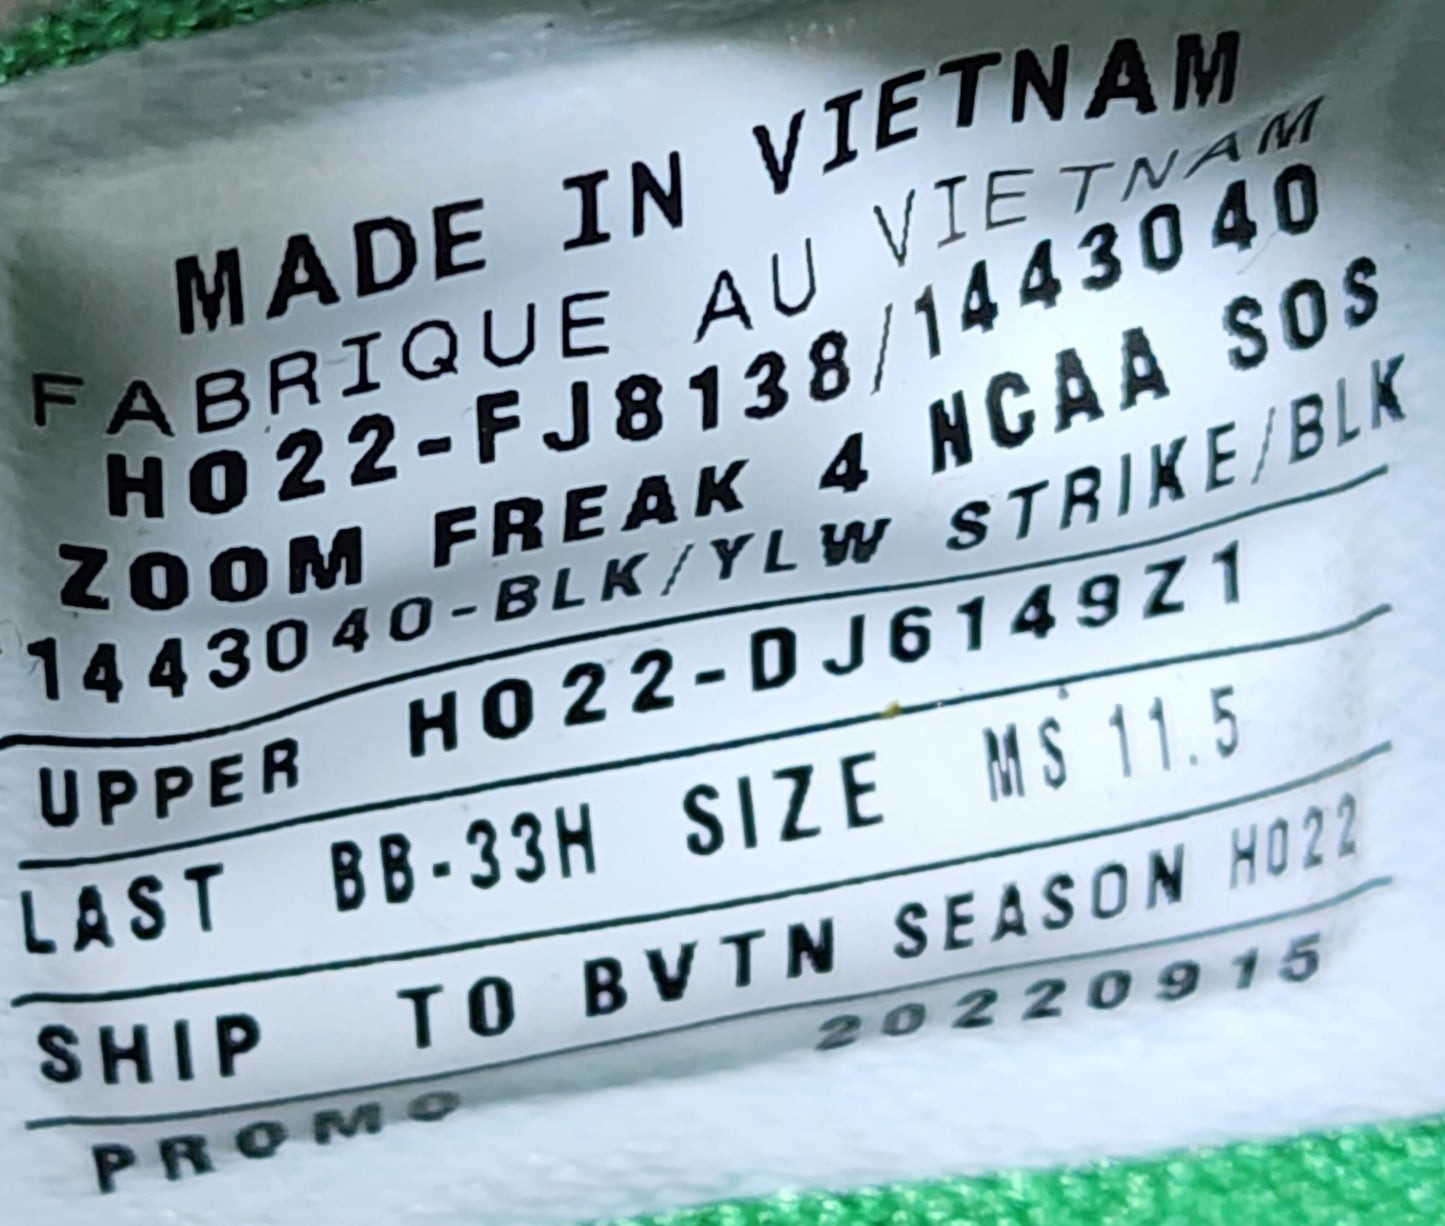 MADE IN VIETNAM
FABRIQUE AU VIETNAM
HO22-FJ8138/1443040
ZOOM FREAK 4 NCAA SOS
1443040-BLK/YLW STRIKE/BLK
UPPER HO22-DJ6149Z1
LAST BB-33H SIZE MS 11.5
SHIP TO BVTN SEASON HO22
PROMO 20220915